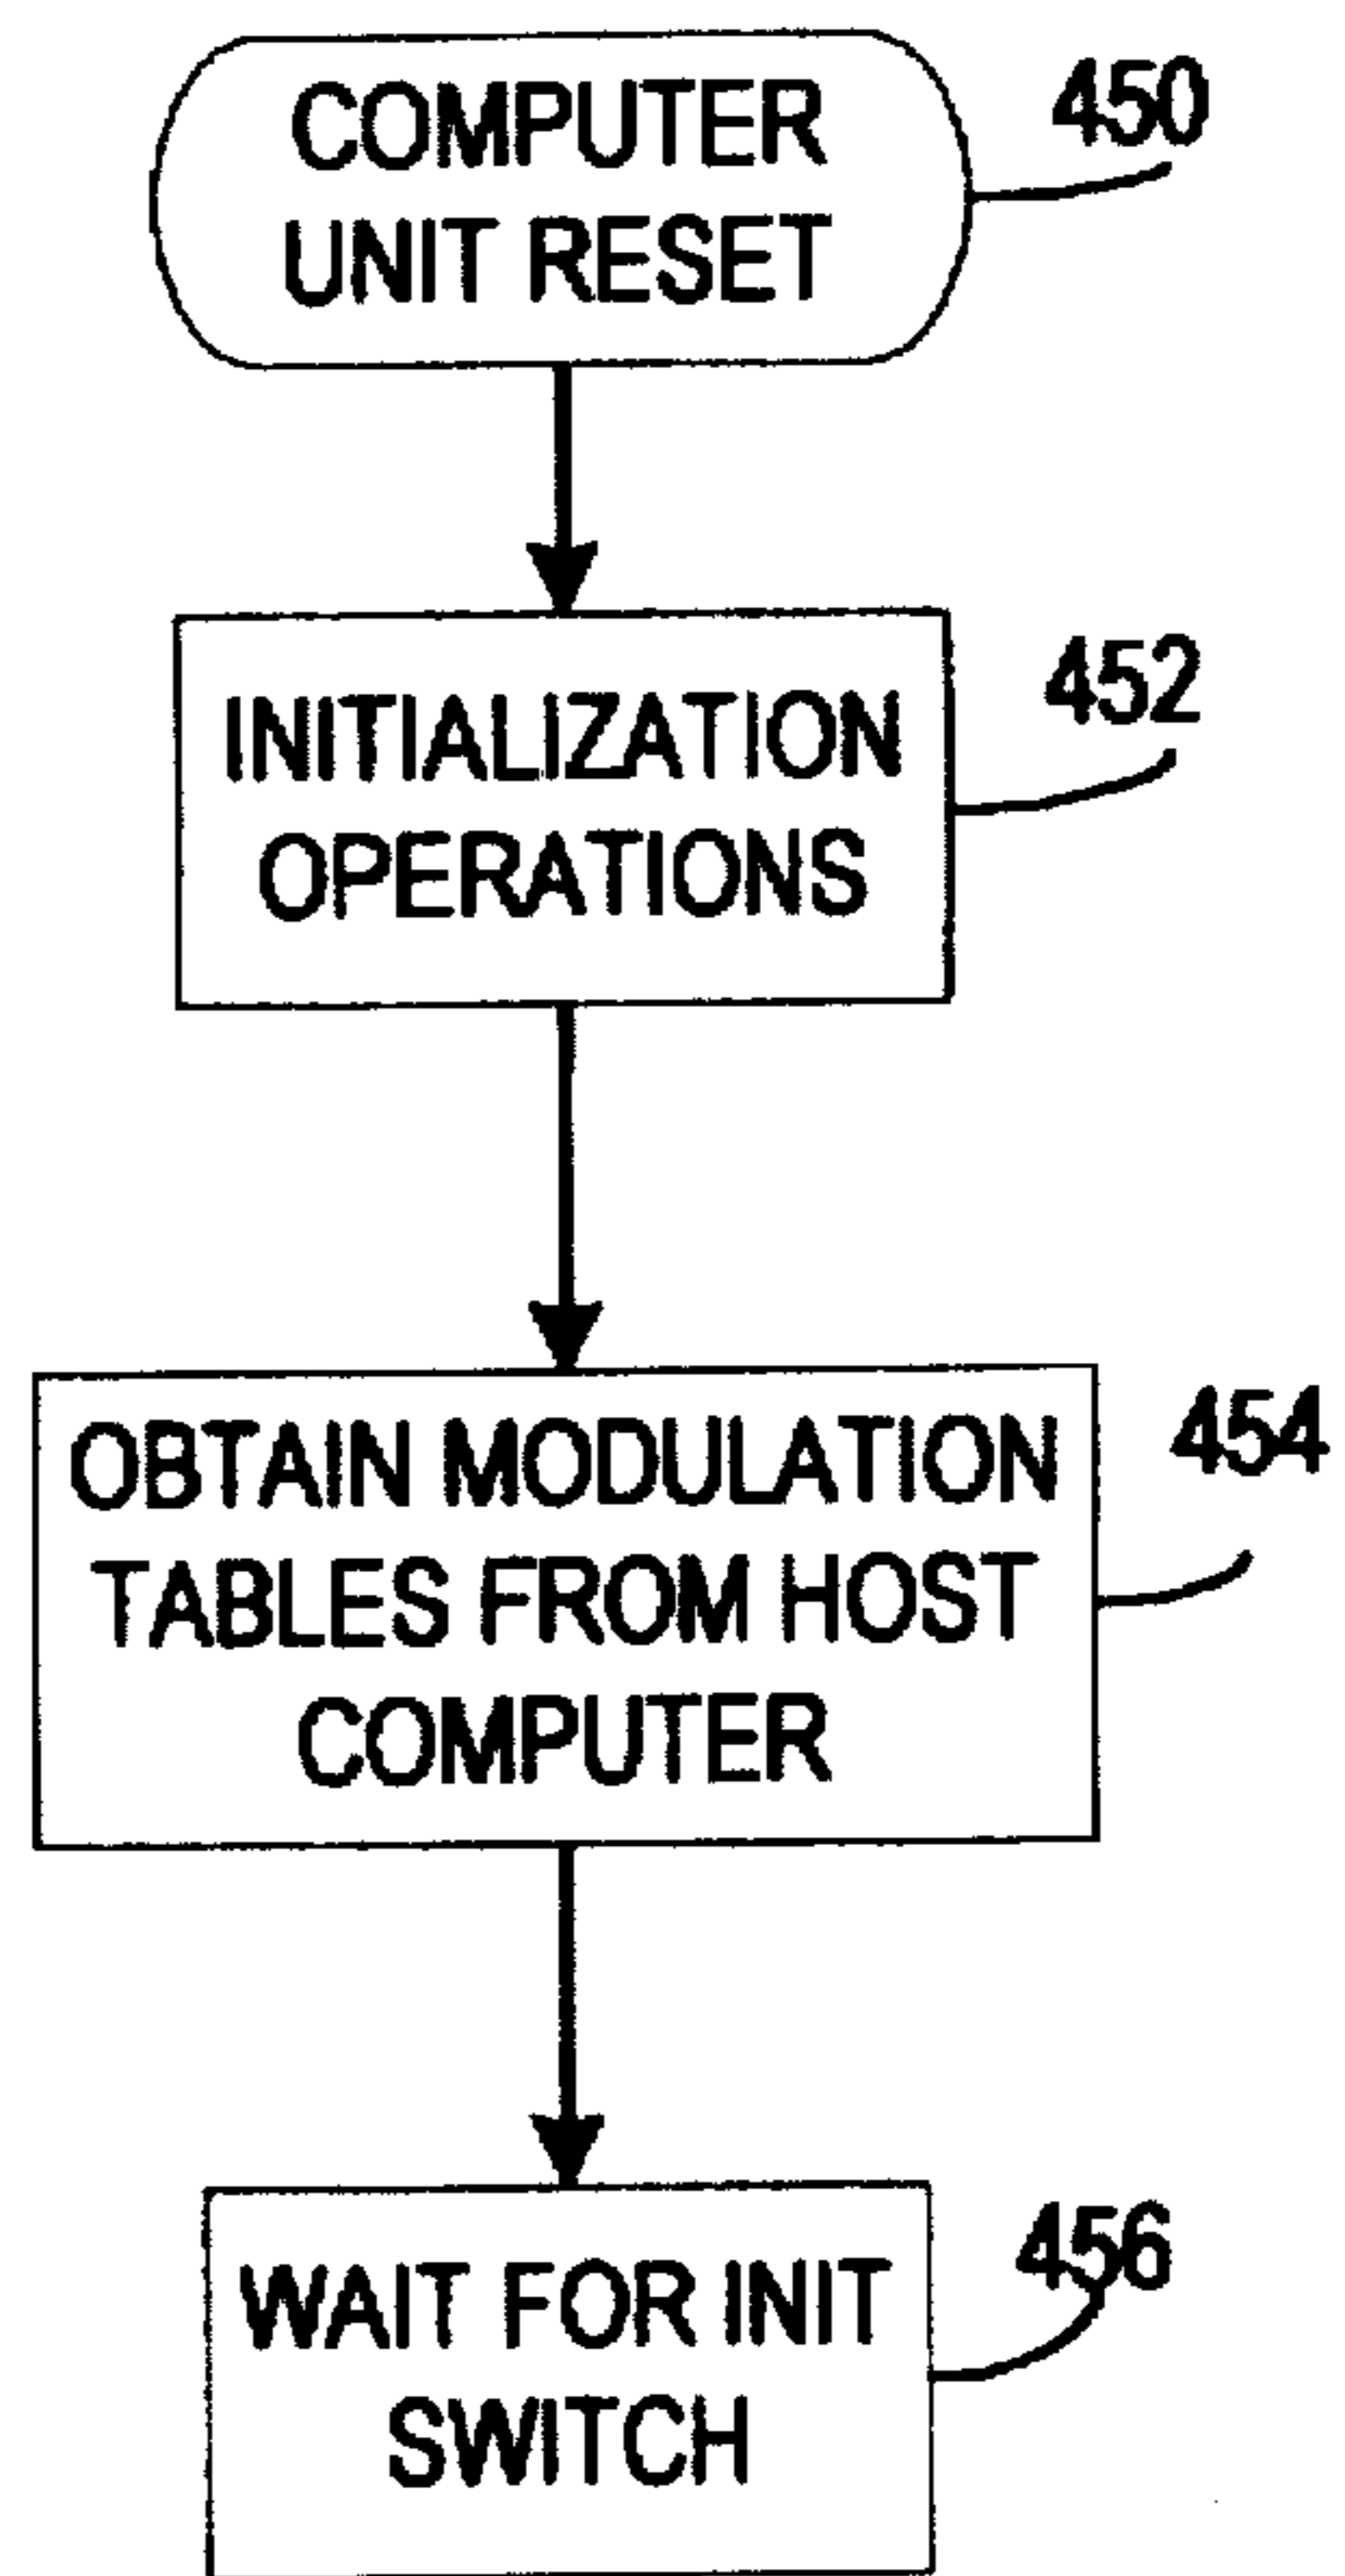 COMPUTER
UNIT RESET
450
INITIALIZATION
OPERATIONS
452
OBTAIN MODULATION
TABLES FROM HOST
COMPUTER
454
WAIT FOR INIT
SWITCH
456